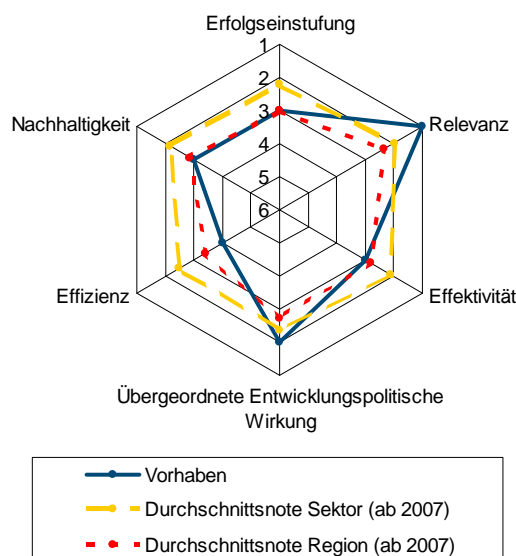 Erfolgseinstufung
1
2
3
4
5
6
Nachhaltigkeit
Relevanz
Effizienz
Effektivität
Übergeordnete Entwicklungspolitische
Wirkung
Vorhaben
Durchschnittsnote Sektor (ab 2007)
Durchschnittsnote Region (ab 2007)